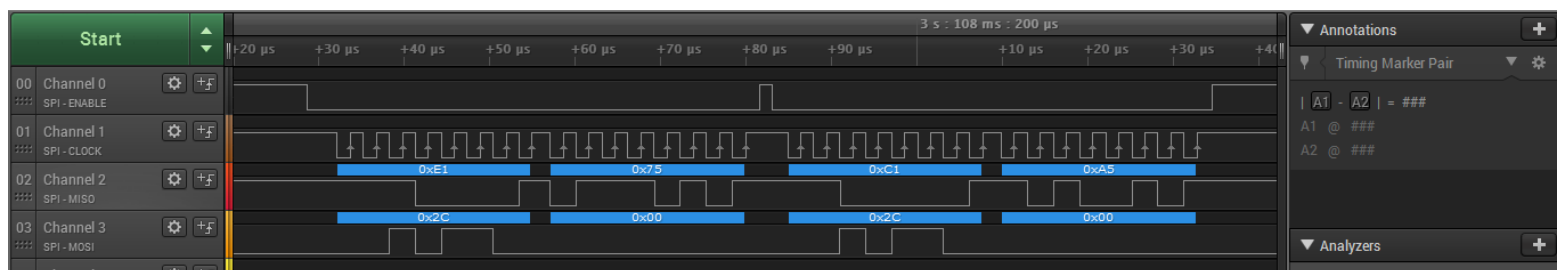 Start
3 s : 108 ms : 200 µs
+20 µs +30 µs +40 µs +50 µs +60 µs +70 µs +80 µs +90 µs +10 µs +20 µs +30 µs
00 Channel 0
SPI - ENABLE
01 Channel 1
SPI - CLOCK
0xE1 0x75 0xC1 0xA5
02 Channel 2
SPI - MISO
0x2C 0x00 0x2C 0x00
03 Channel 3
SPI - MOSI
Annotations
Timing Marker Pair
| A1 - A2 | = ###
A1 @ ###
A2 @ ###
Analyzers